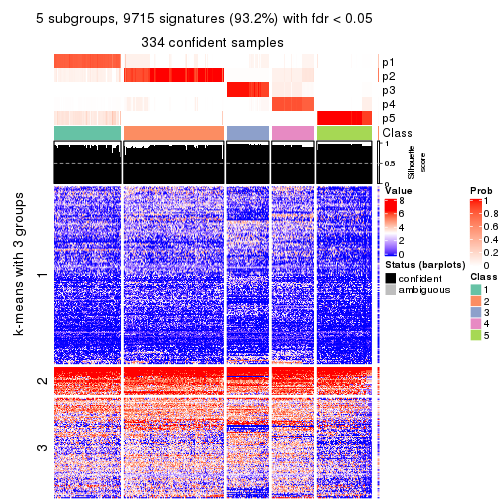 5 subgroups, 9715 signatures (93.2%) with fdr < 0.05
334 confident samples
p1
p2
p3
p4
p5
Class
1
0.5
0
Silhouette
score
k-means with 3 groups
1
2
3
Value
8
6
4
2
0
Status (barplots)
confident
ambiguous
Prob
1
0.8
0.6
0.4
0.2
0
Class
1
2
3
4
5